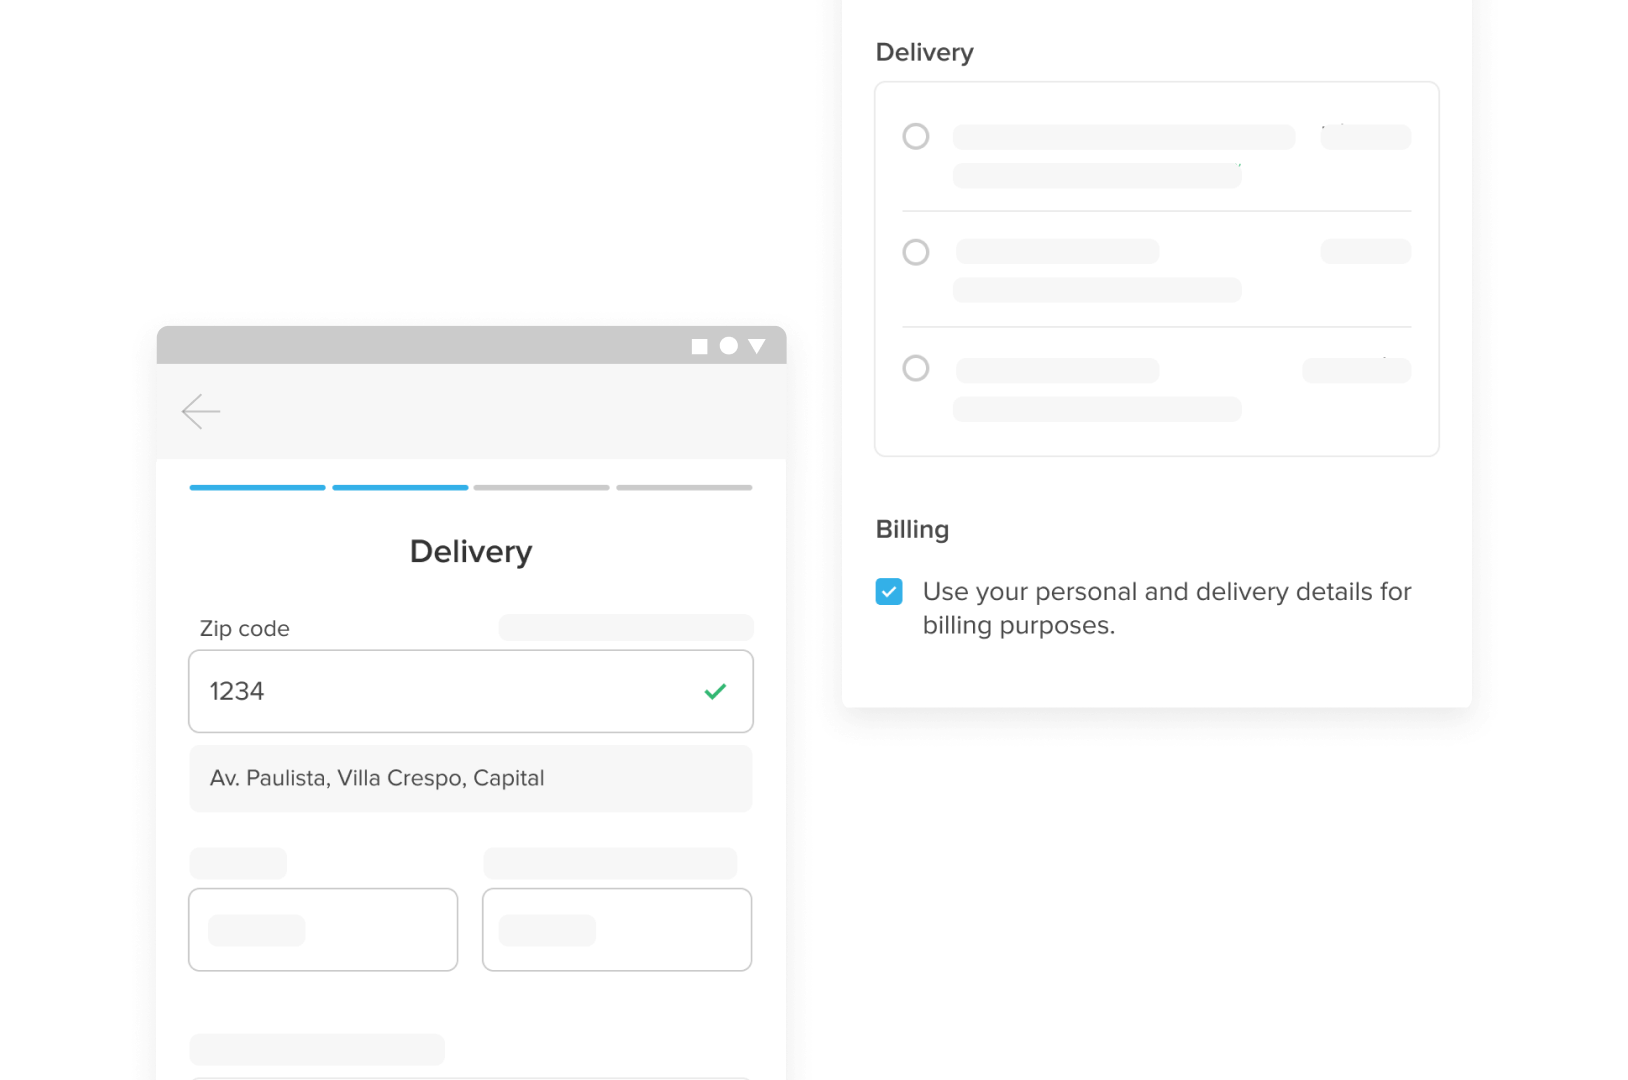 Delivery
Zip code
1234
Av. Paulista, Villa Crespo, Capital
Delivery
Billing
Use your personal and delivery details for
billing purposes.